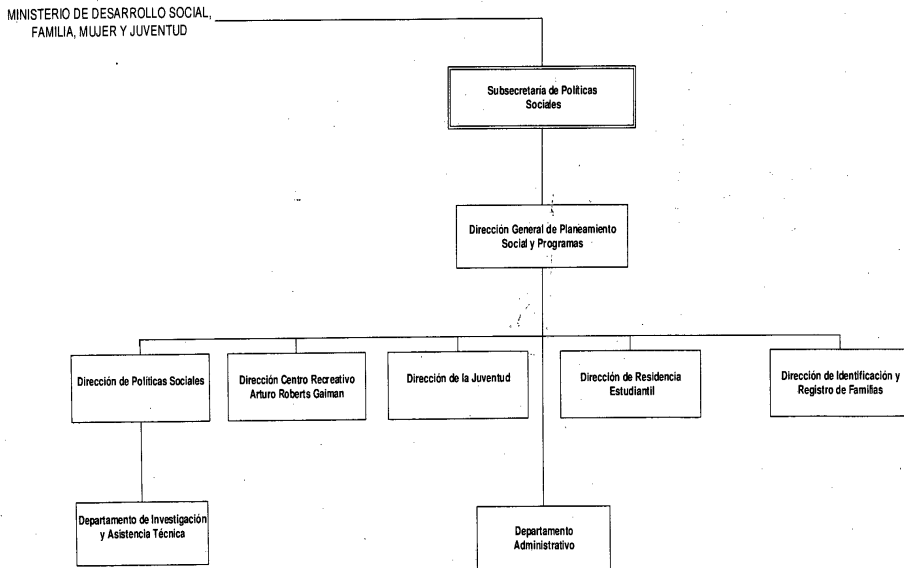 MINISTERIO DE DESARROLLO SOCIAL,
FAMILIA, MUJER Y JUVENTUD
Subsecretaría de Políticas
Sociales
Dirección General de Planeamiento
Social y Programas
Dirección de Políticas Sociales
Dirección Centro Recreativo
Arturo Roberts Gaiman
Dirección de la Juventud
Dirección de Residencia
Estudiantil
Dirección de Identificación y
Registro de Familias
Departamento de Investigación
y Asistencia Técnica
Departamento
Administrativo